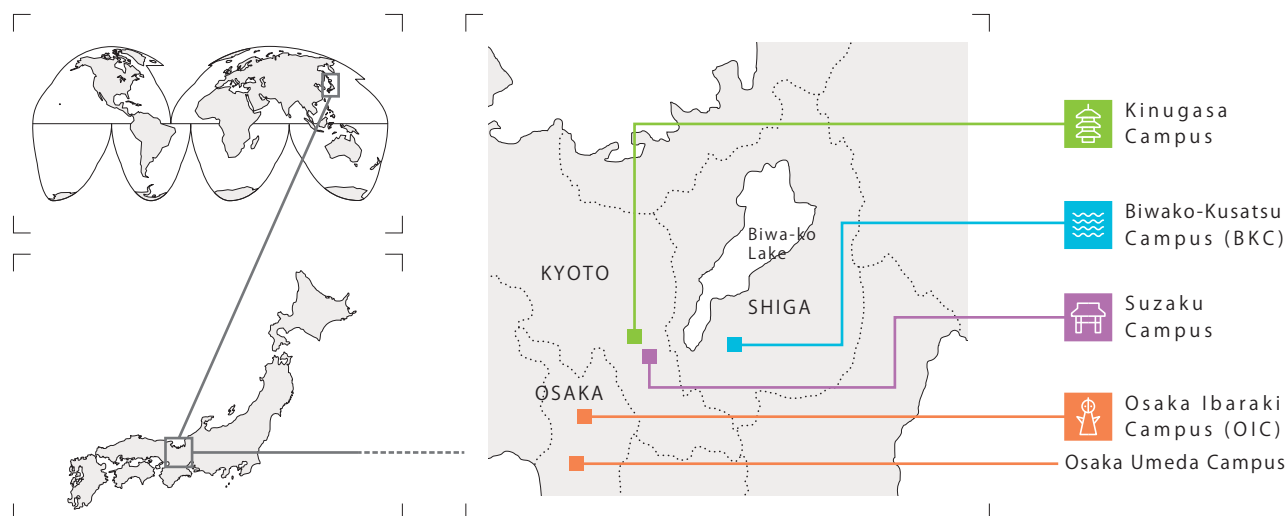 Kinugasa
Campus
Biwako-Kusatsu
Campus (BKC)
Biwa-ko
Lake
KYOTO
SHIGA
Suzaku
Campus
OSAKA
Osaka Ibaraki
Campus (OIC)
Osaka Umeda Campus